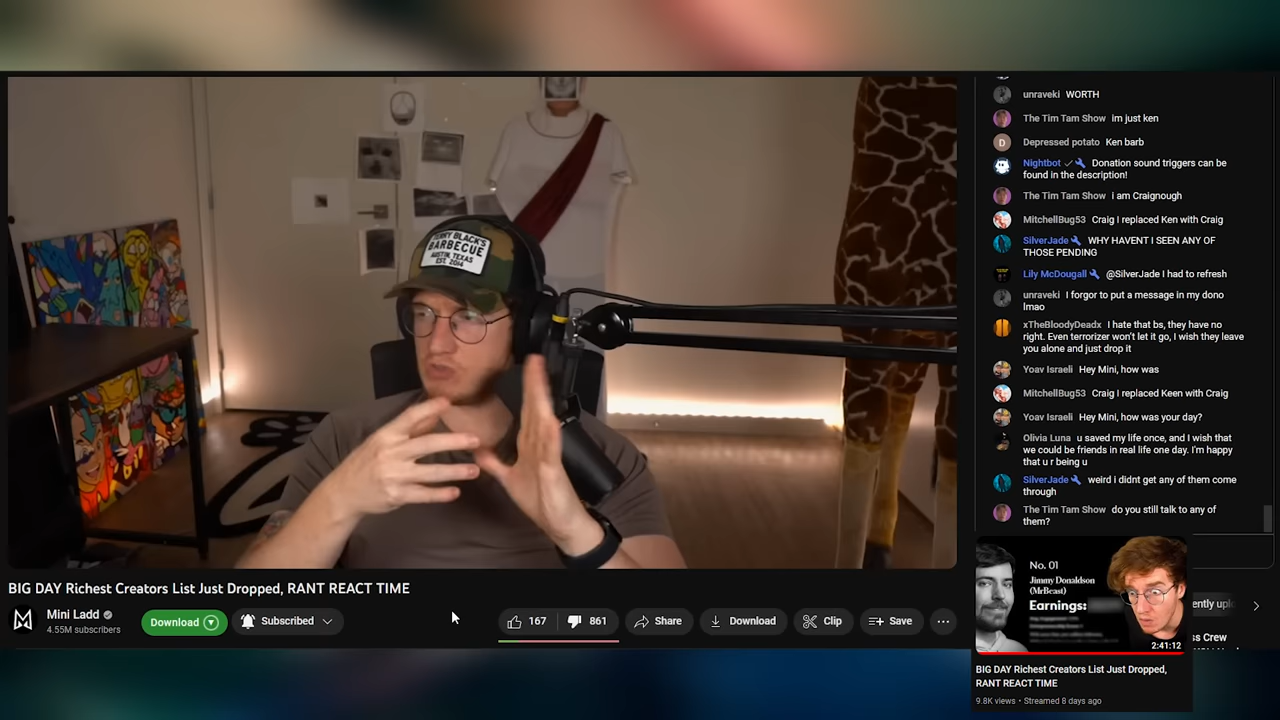 unraveki WORTH
The Tim Tam Show im just ken
Depressed potato Ken barb
Nightbot Donation sound triggers can be
found in the description!
The Tim Tam Show i am Craignough
MitchellBug53 Craig I replaced Ken with Craig
SilverJade WHY HAVENT I SEEN ANY OF
THOSE PENDING
Lily McDougall @SilverJade I had to refresh
unraveki I forgor to put a message in my dono
lmao
xTheBloodyDeadx I hate that bs, they have no
right. Even terrorizer won't let it go, I wish they leave
you alone and just drop it
Yoav Israeli Hey Mini, how was
MitchellBug53 Craig I replaced Keen with Craig
Yoav Israeli Hey Mini, how was your day?
Olivia Luna u saved my life once, and I wish that
we could be friends in real life one day. I'm happy
that u r being u
SilverJade weird i didnt get any of them come
through
The Tim Tam Show do you still talk to any of
them?
BLACK'S
BARBECUE
AUSTIN, TEXAS
EST. 2014
BIG DAY Richest Creators List Just Dropped, RANT REACT TIME
Mini Ladd
4.55M subscribers
Download
Subscribed
167
861
Share
Download
Clip
Save
No. 01
Jimmy Donaldson
(MrBeast)
Earnings:
2:41:12
BIG DAY Richest Creators List Just Dropped,
RANT REACT TIME
9.8K views • Streamed 8 days ago
ently uplo
ss Crew